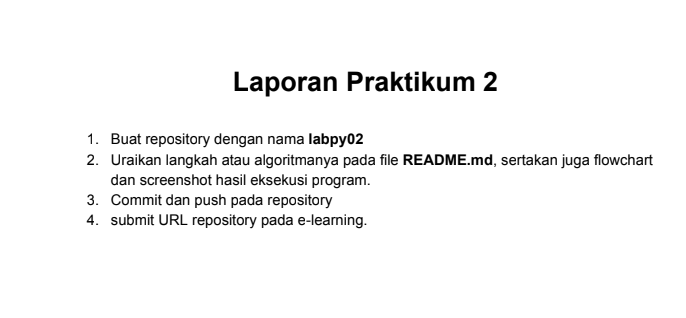 Laporan Praktikum 2
1. Buat repository dengan nama labpy02
2. Uraikan langkah atau algoritmanya pada file README.md, sertakan juga flowchart
dan screenshot hasil eksekusi program.
3. Commit dan push pada repository
4. submit URL repository pada e-learning.